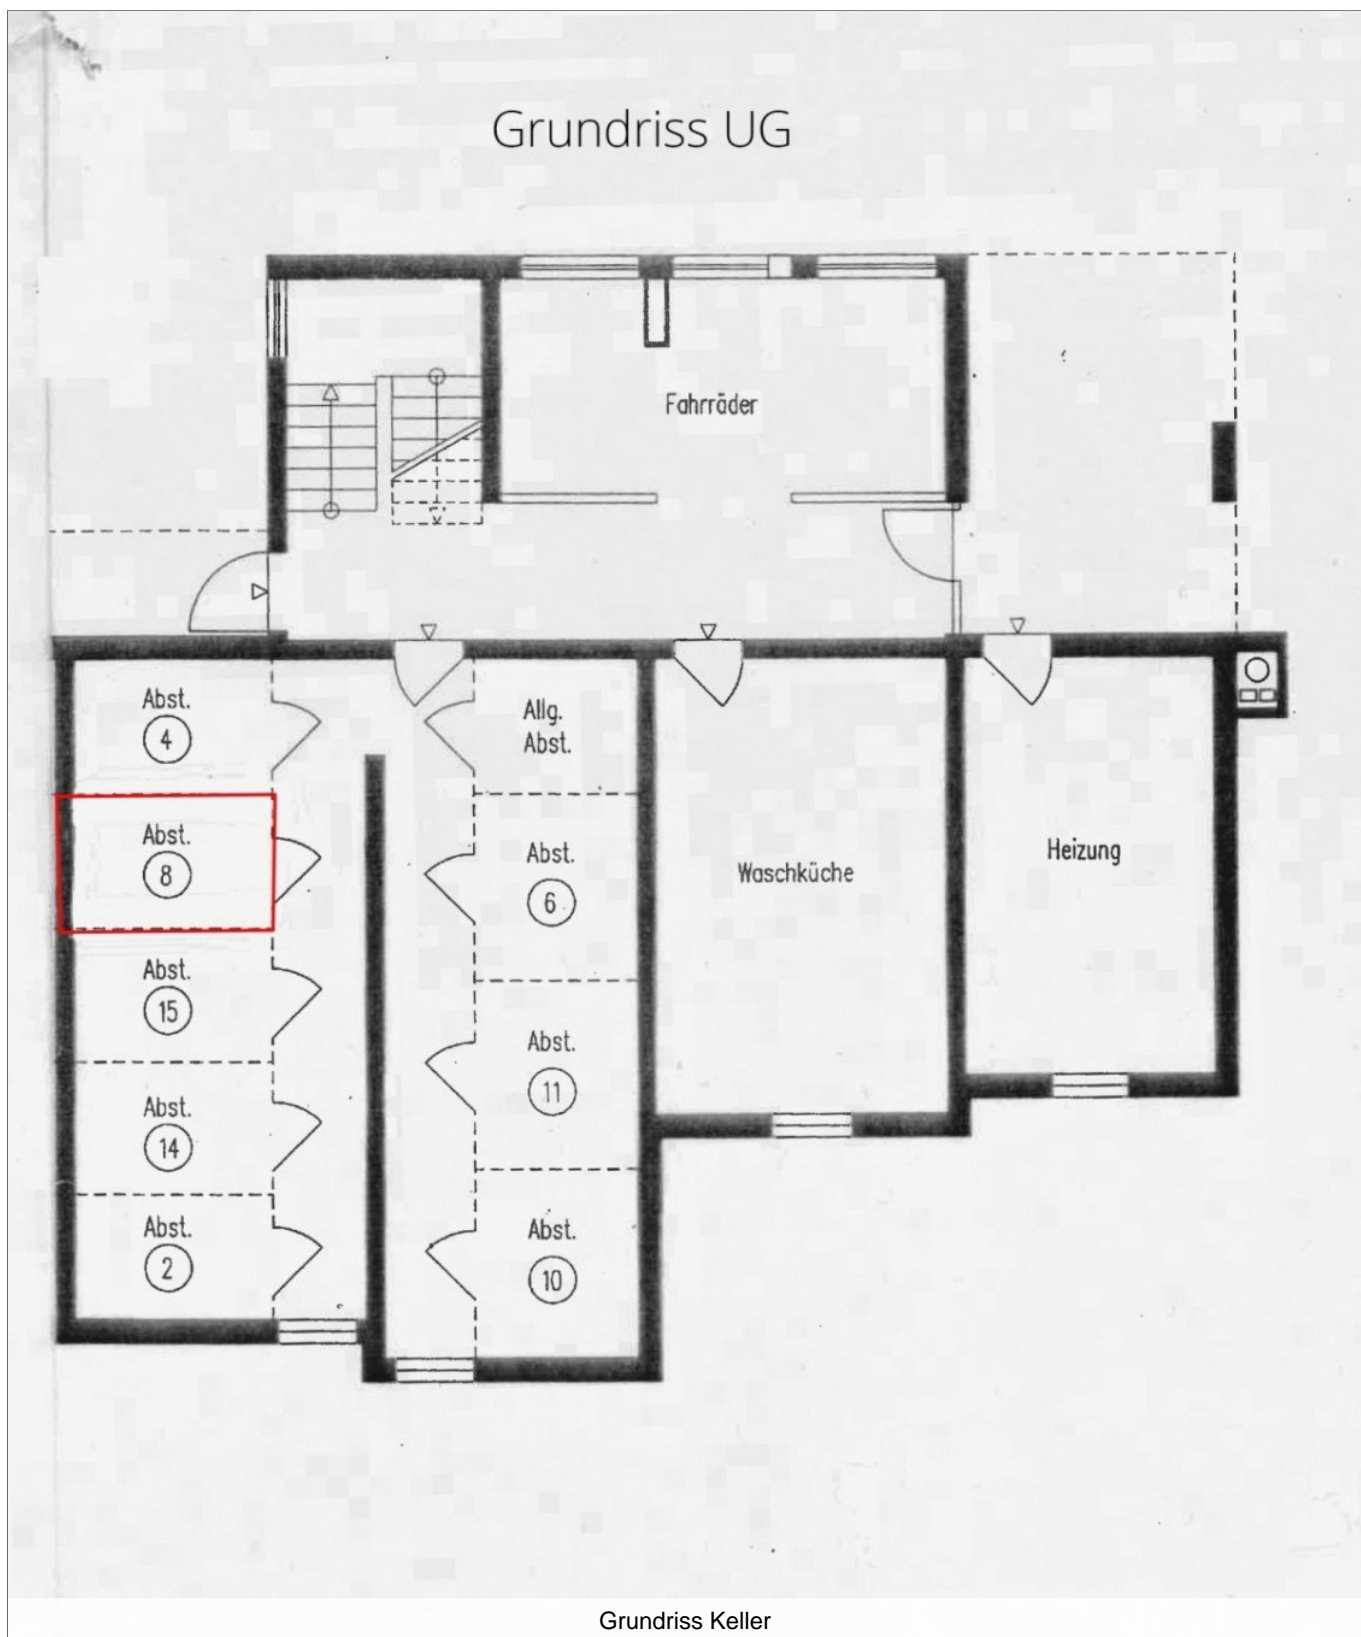 Grundriss UG
Fahrräder
Abst.
4
Allg.
Abst.
Abst.
8
Abst.
6
Waschküche
Heizung
Abst.
15
Abst.
11
Abst.
14
Abst.
2
Abst.
10
Grundriss Keller